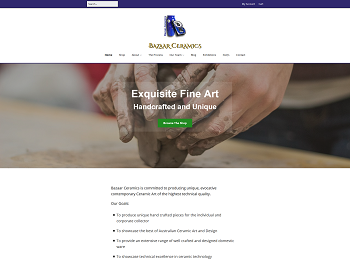 Search...
My Account
Cart
Bazaar Ceramics
Home
Shop
About
The Process
Our Team
Blog
Exhibitions
Visits
Contact
Exquisite Fine Art
Handcrafted and Unique
Browse The Shop
Bazaar Ceramics is committed to producing unique, evocative
contemporary Ceramic Art of the highest technical quality.
Our Goals:
To produce unique hand crafted pieces for the individual and
corporate collector
To showcase the best of Australian Ceramic Art and Design
To provide an extensive range of well crafted and designed domestic
ware
To showcase technical excellence in ceramic technology